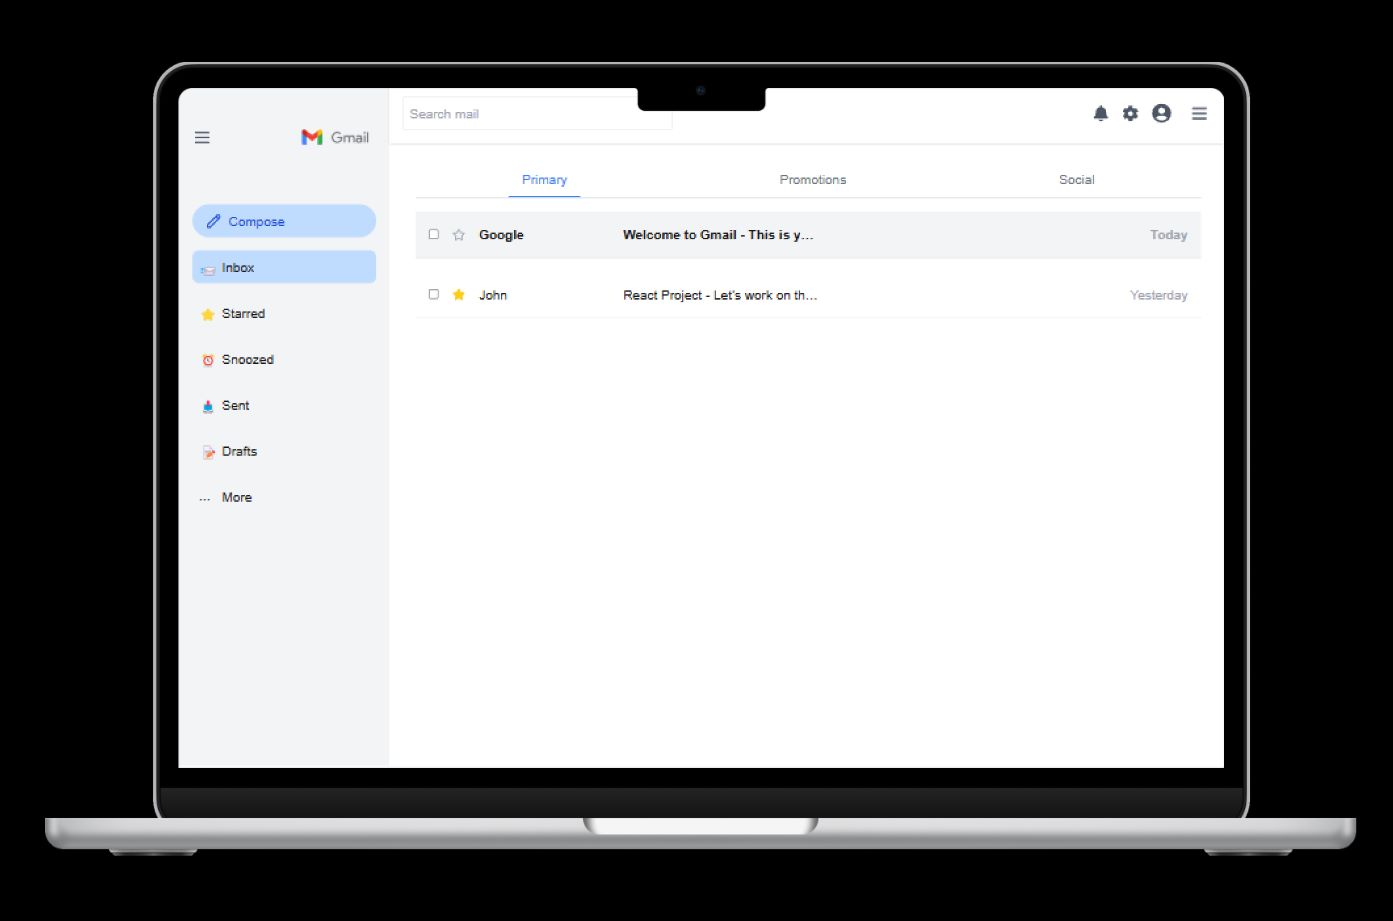 Gmail
Search mail
Compose
Inbox
Starred
Snoozed
Sent
Drafts
... More
Primary Promotions Social
Google Welcome to Gmail - This is y... Today
John React Project - Let's work on th... Yesterday